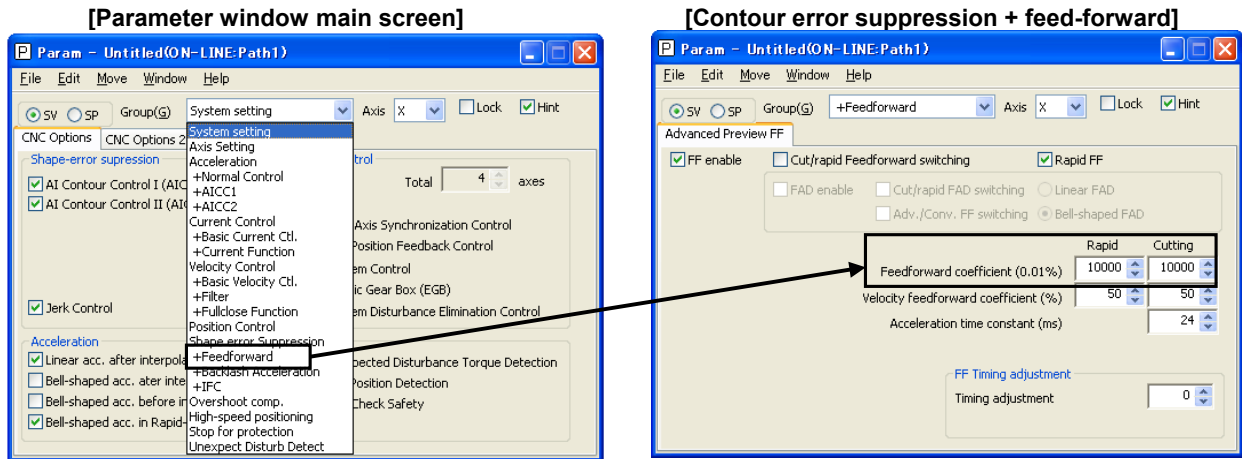 [Parameter window main screen]
[Contour error suppression + feed-forward]
P Param - Untitled(ON-LINE:Path1)
File Edit Move Window Help
SV SP Group(G) System setting Axis X Lock Hint
CNC Options CNC Options 2
System setting
Axis Setting
Acceleration
+Normal Control
+AICC1
+AICC2
Current Control
+Basic Current Ctl.
+Current Function
Velocity Control
+Basic Velocity Ctl.
+Filter
+Fullclose Function
Position Control
Shape error Suppression
+Feedforward
+Backlash Acceleration
+IFC
Overshoot comp.
High-speed positioning
Stop for protection
Unexpect Disturb Detect
Shape-error supression
AI Contour Control I (AIC
AI Contour Control II (AI
Jerk Control
Acceleration
Linear acc. after interpola
Bell-shaped acc. ater inte
Bell-shaped acc. before in
Bell-shaped acc. in Rapid-
trol
Total 4 axes
Axis Synchronization Control
Position Feedback Control
em Control
ic Gear Box (EGB)
em Disturbance Elimination Control
pected Disturbance Torque Detection
Position Detection
Check Safety
P Param - Untitled(ON-LINE:Path1)
File Edit Move Window Help
SV SP Group(G) +Feedforward Axis X Lock Hint
Advanced Preview FF
FF enable Cut/rapid Feedforward switching Rapid FF
FAD enable Cut/rapid FAD switching Linear FAD
Adv./Conv. FF switching Bell-shaped FAD
Rapid Cutting
Feedforward coefficient (0.01%) 10000 10000
Velocity feedforward coefficient (%) 50 50
Acceleration time constant (ms) 24
FF Timing adjustment
Timing adjustment 0